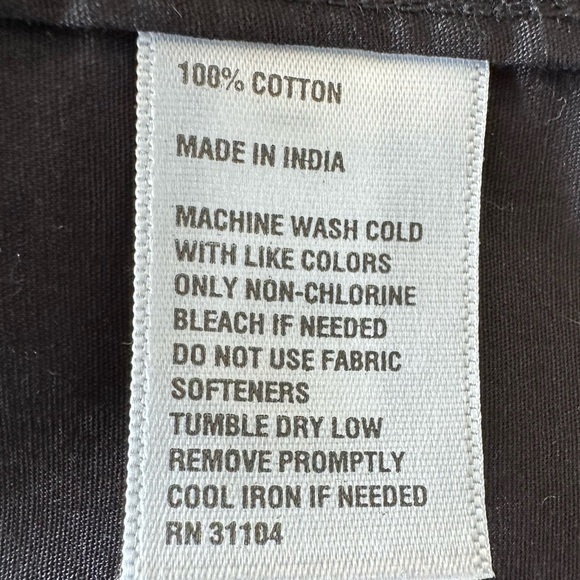 100% COTTON
MADE IN INDIA
MACHINE WASH COLD
WITH LIKE COLORS
ONLY NON-CHLORINE
BLEACH IF NEEDED
DO NOT USE FABRIC
SOFTENERS
TUMBLE DRY LOW
REMOVE PROMPTLY
COOL IRON IF NEEDED
RN 31104